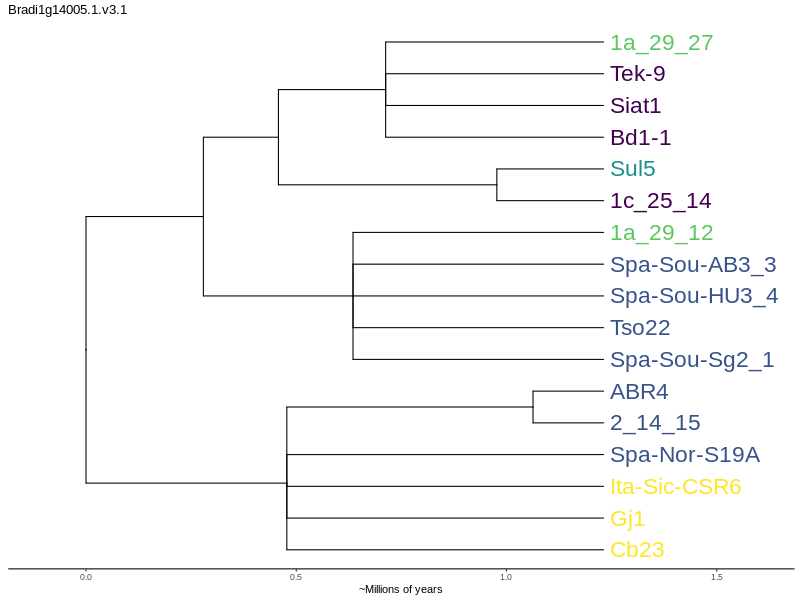 Bradi1g14005.1.v3.1
1a_29_27
Tek-9
Siat1
Bd1-1
Sul5
1c_25_14
1a_29_12
Spa-Sou-AB3_3
Spa-Sou-HU3_4
Tso22
Spa-Sou-Sg2_1
ABR4
2_14_15
Spa-Nor-S19A
Ita-Sic-CSR6
Gj1
Cb23
0.0 0.5 1.0 1.5
~Millions of years